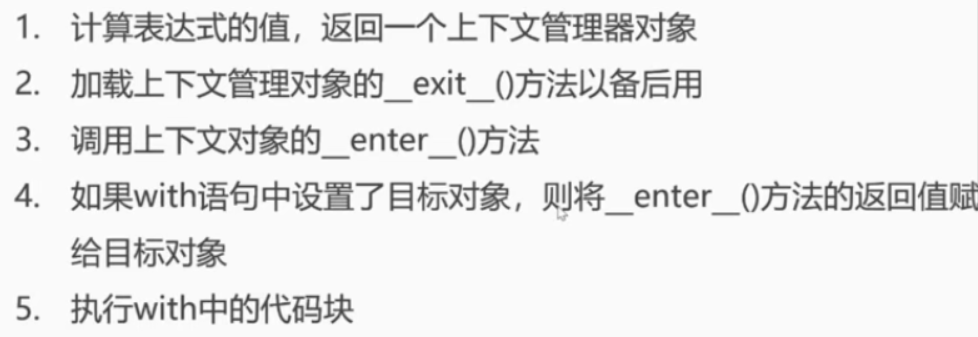 1. 计算表达式的值，返回一个上下文管理器对象
2. 加载上下文管理对象的__exit__()方法以备后用
3. 调用上下文对象的__enter__()方法
4. 如果with语句中设置了目标对象，则将__enter__()方法的返回值赋
给目标对象
5. 执行with中的代码块